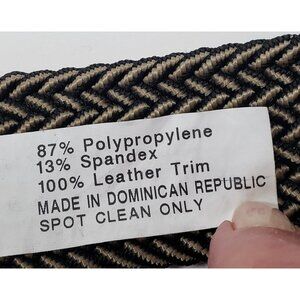 87% Polypropylene
13% Spandex
100% Leather Trim
MADE IN DOMINICAN REPUBLIC
SPOT CLEAN ONLY